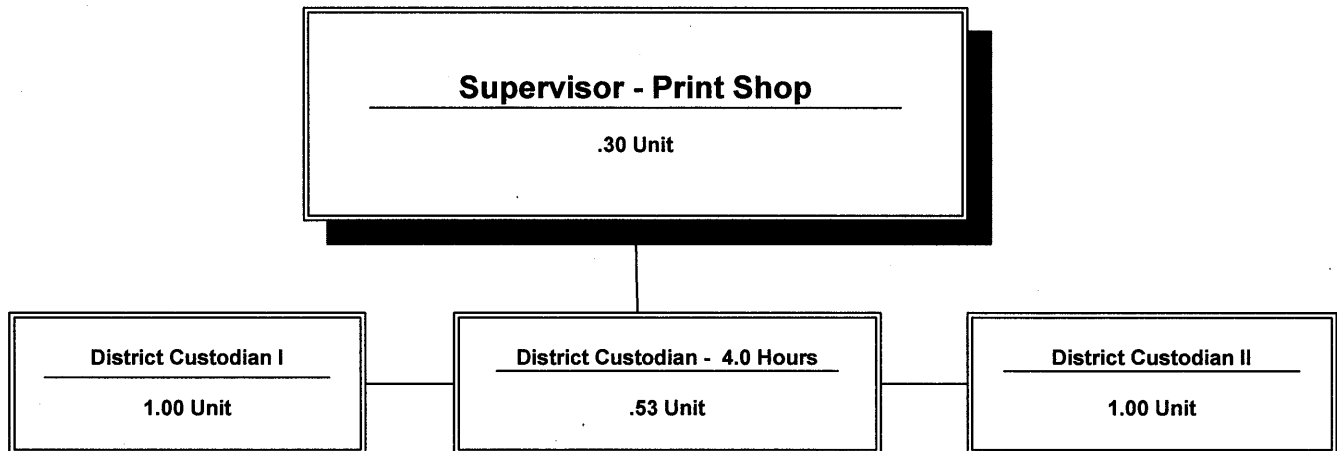 Supervisor - Print Shop
.30 Unit
District Custodian I
1.00 Unit
District Custodian - 4.0 Hours
.53 Unit
District Custodian II
1.00 Unit